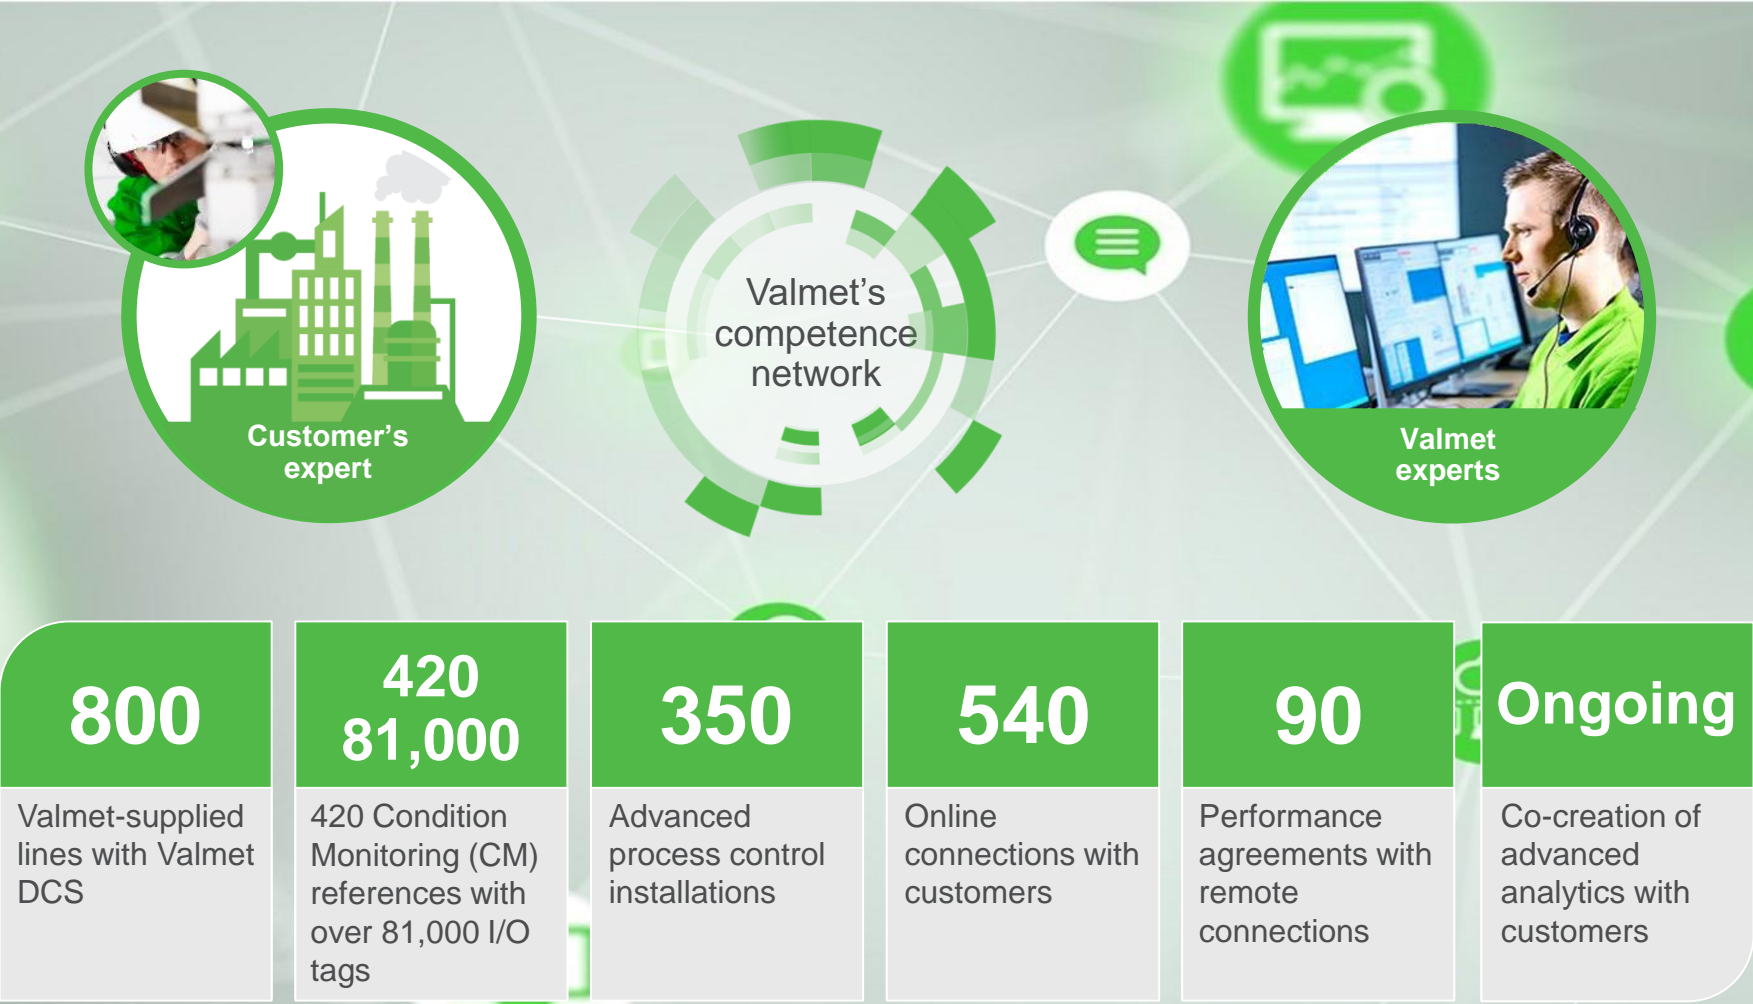 Valmet’s
competence
network
Customer’s
expert
Valmet
experts
800
Valmet-supplied
lines with Valmet
DCS
420
81,000
420 Condition
Monitoring (CM)
references with
over 81,000 I/O
tags
350
Advanced
process control
installations
540
Online
connections with
customers
90
Performance
agreements with
remote
connections
Ongoing
Co-creation of
advanced
analytics with
customers